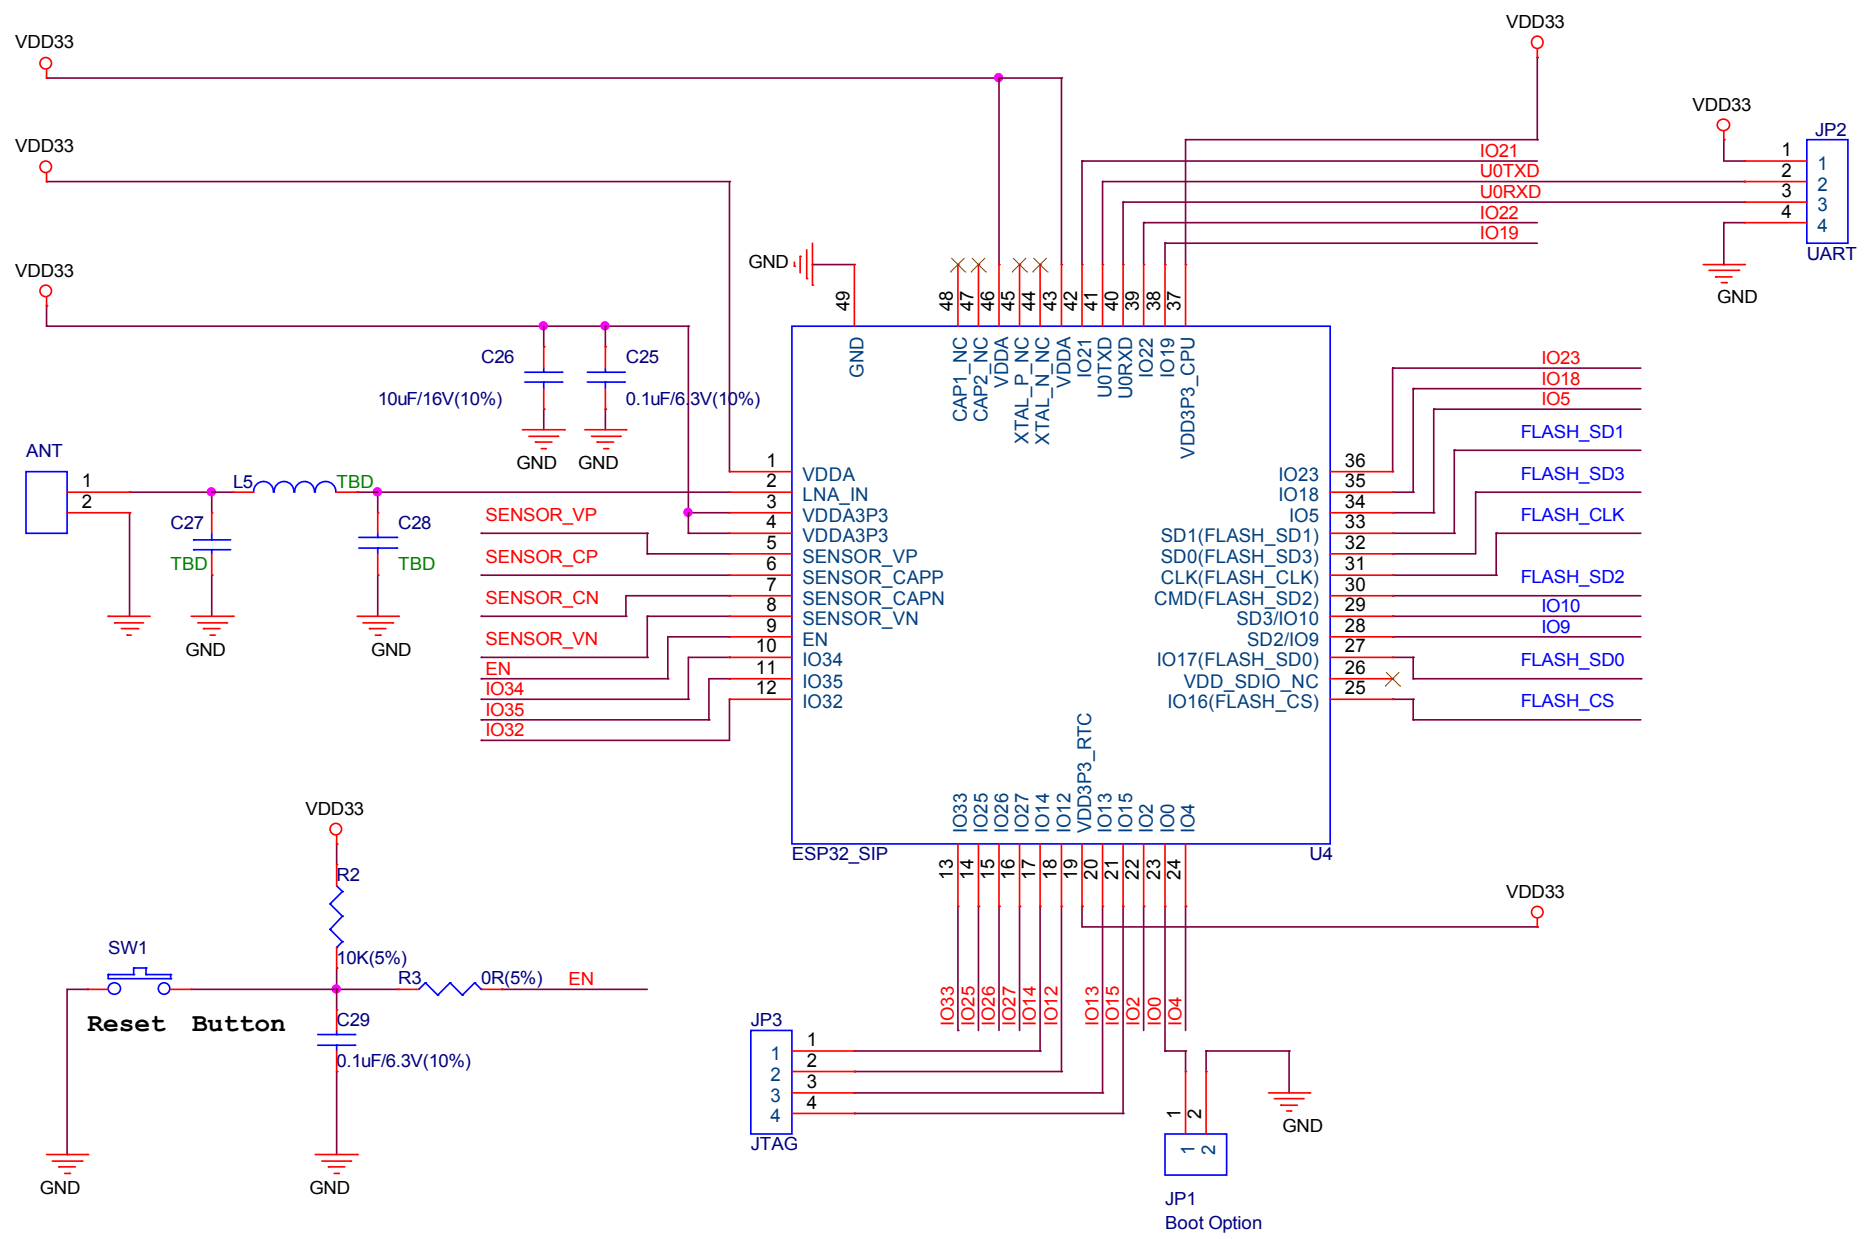 VDD33
VDD33
VDD33
JP2
VDD33
IO21
U0TXD
U0RXD
IO22
IO19
1
2
3
4
1
2
3
4
UART
GND
VDD33
GND
49
48
47
46
45
44
43
42
41
40
39
38
37
GND
CAP1_NC
CAP2_NC
VDDA
XTAL_P_NC
XTAL_N_NC
VDDA
IO21
U0TXD
U0RXD
IO22
IO19
VDD3P3_CPU
C26
10uF/16V(10%)
C25
0.1uF/6.3V(10%)
GND
GND
ANT
1
2
L5
TBD
C27
TBD
C28
TBD
GND
GND
SENSOR_VP
SENSOR_CP
SENSOR_CN
SENSOR_VN
EN
IO34
IO35
IO32
1
2
3
4
5
6
7
8
9
10
11
12
VDDA
LNA_IN
VDDA3P3
VDDA3P3
SENSOR_VP
SENSOR_CAPP
SENSOR_CAPN
SENSOR_VN
EN
IO34
IO35
IO32
IO23
IO18
IO5
SD1(FLASH_SD1)
SD0(FLASH_SD3)
CLK(FLASH_CLK)
CMD(FLASH_SD2)
SD3/IO10
SD2/IO9
IO17(FLASH_SD0)
VDD_SDIO_NC
IO16(FLASH_CS)
36
35
34
33
32
31
30
29
28
27
26
25
IO23
IO18
IO5
FLASH_SD1
FLASH_SD3
FLASH_CLK
FLASH_SD2
IO10
IO9
FLASH_SD0
FLASH_CS
IO33
IO25
IO26
IO27
IO14
IO12
VDD3P3_RTC
IO13
IO15
IO2
IO0
IO4
ESP32_SIP
U4
13
14
15
16
17
18
19
20
21
22
23
24
VDD33
IO33
IO25
IO26
IO27
IO14
IO12
IO13
IO15
IO2
IO0
IO4
VDD33
R2
10K(5%)
SW1
R3
0R(5%)
EN
Reset Button
C29
0.1uF/6.3V(10%)
GND
GND
JP3
1
2
3
4
1
2
3
4
JTAG
1
2
1
2
GND
JP1
Boot Option